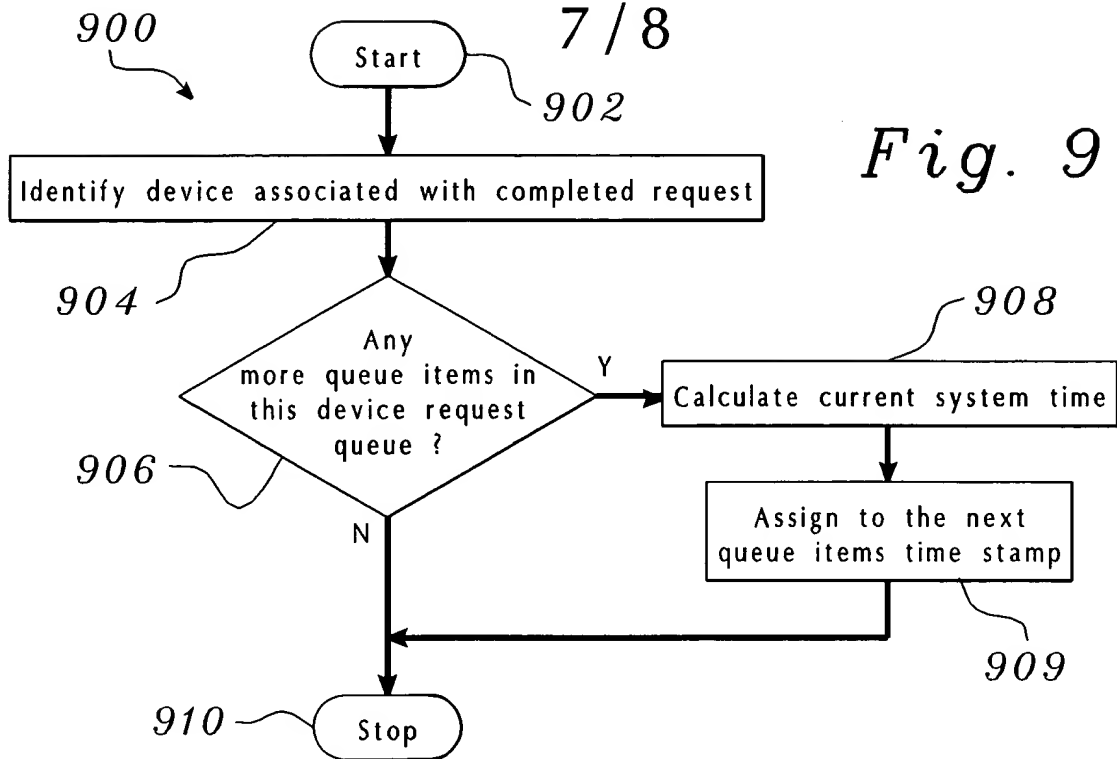 900
7/8
Start
902
Fig. 9
Identify device associated with completed request
904
908
Any
more queue items in
this device request
queue ?
Y
Calculate current system time
906
N
Assign to the next
queue items time stamp
909
910
Stop